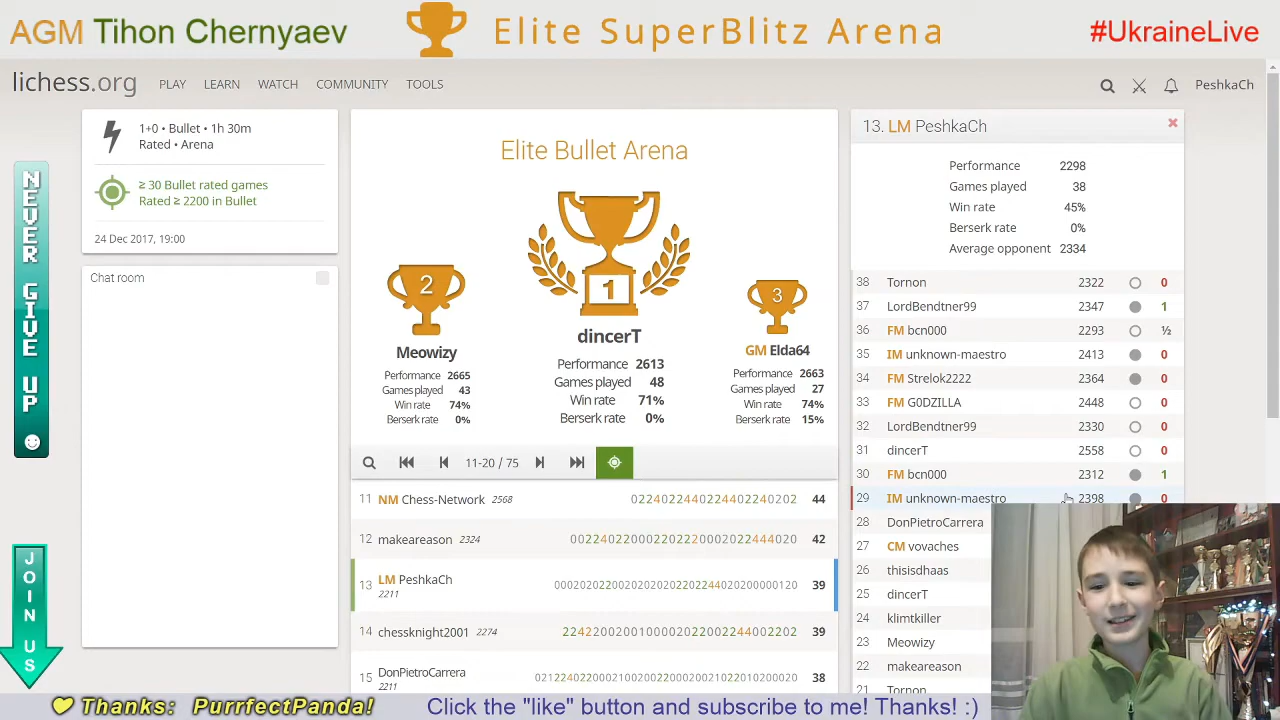 AGM Tihon Chernyaev
Elite SuperBlitz Arena
#UkraineLive
lichess.org
PLAY LEARN WATCH COMMUNITY TOOLS
PeshkaCh
NEVER GIVE UP
JOIN US
1+0 • Bullet • 1h 30m
Rated • Arena
≥ 30 Bullet rated games
Rated ≥ 2200 in Bullet
24 Dec 2017, 19:00
Chat room
Elite Bullet Arena
2
Meowizy
Performance 2665
Games played 43
Win rate 74%
Berserk rate 0%
1
dincerT
Performance 2613
Games played 48
Win rate 71%
Berserk rate 0%
3
GM Elda64
Performance 2663
Games played 27
Win rate 74%
Berserk rate 15%
11-20 / 75
11 NM Chess-Network 2568 0224022440224402240202 44
12 makeareason 2324 00224022000220222000202244402​0 42
13 LM PeshkaCh 2211 00020202200202020202202244020200000120 39
14 chessknight2001 2274 2242200200100002022002244002202 39
15 DonPietroCarrera 2211 38
13. LM PeshkaCh
Performance 2298
Games played 38
Win rate 45%
Berserk rate 0%
Average opponent 2334
38 Tornon 2322 0
37 LordBendtner99 2347 1
36 FM bcn000 2293 ½
35 IM unknown-maestro 2413 0
34 FM Strelok2222 2364 0
33 FM G0DZILLA 2448 0
32 LordBendtner99 2330 0
31 dincerT 2558 0
30 FM bcn000 2312 1
29 IM unknown-maestro 2398 0
28 DonPietroCarrera
27 CM vovaches
26 thisisdhaas
25 dincerT
24 klimtkiller
23 Meowizy
22 makeareason
21 Tornon
Thanks: PurrfectPanda!
Click the "like" button and subscribe to me! Thanks! :)